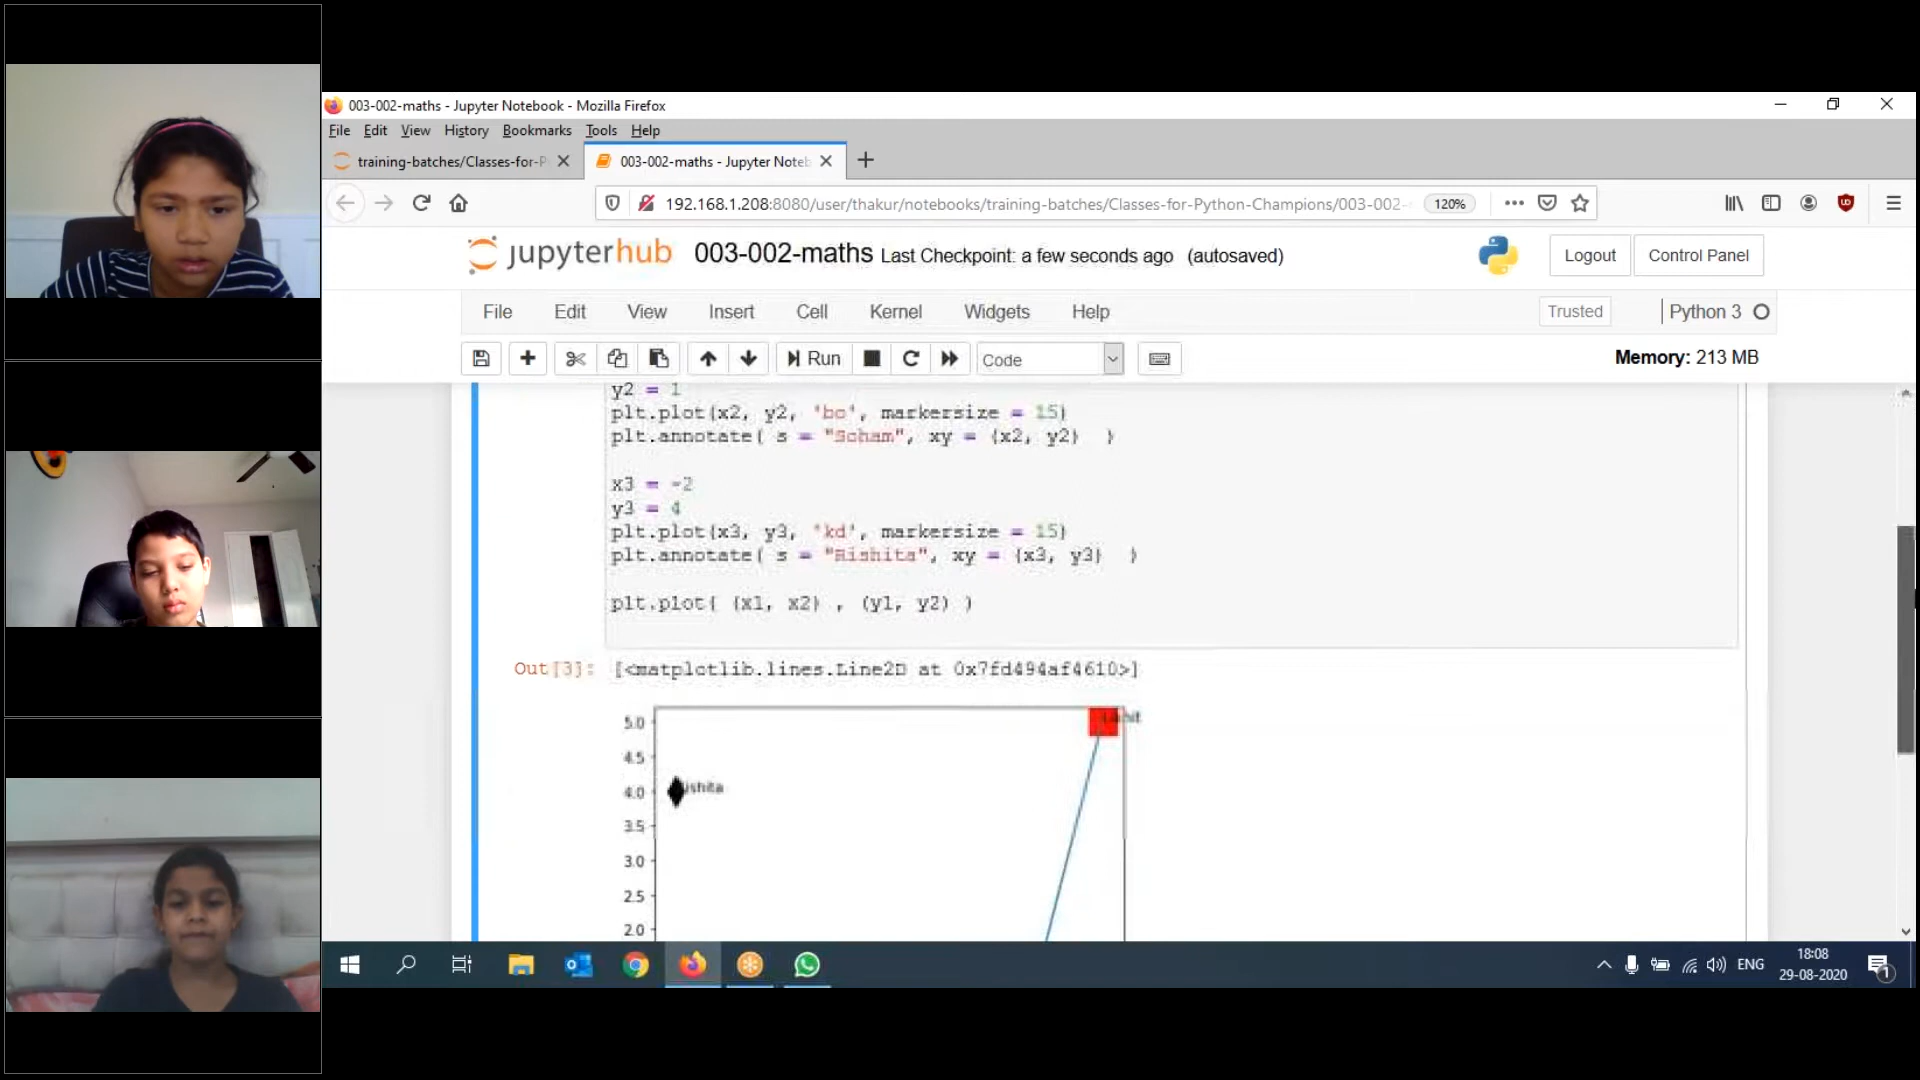 003-002-maths - Jupyter Notebook - Mozilla Firefox
File Edit View History Bookmarks Tools Help
training-batches/Classes-for-P
003-002-maths - Jupyter Noteb
192.168.1.208:8080/user/thakur/notebooks/training-batches/Classes-for-Python-Champions/003-002-
120%
jupyterhub 003-002-maths Last Checkpoint: a few seconds ago (autosaved)
Logout Control Panel
File Edit View Insert Cell Kernel Widgets Help
Trusted Python 3
Run Code Memory: 213 MB
y2 = 1
plt.plot(x2, y2, 'bo', markersize = 15)
plt.annotate( s = "Soham", xy = (x2, y2) )
x3 = -2
y3 = 4
plt.plot(x3, y3, 'kd', markersize = 15)
plt.annotate( s = "Rishita", xy = (x3, y3) )
plt.plot( (x1, x2) , (y1, y2) )
Out[3]: [<matplotlib.lines.Line2D at 0x7fd494af4610>]
5.0
4.5
4.0 ishita
3.5
3.0
2.5
2.0
ENG
18:08
29-08-2020
1